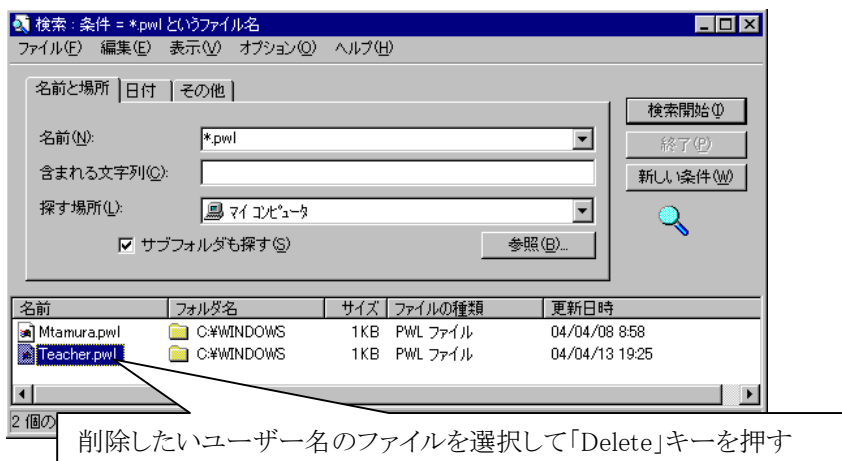 検索 : 条件 = *.pwl というファイル名
ファイル(F) 編集(E) 表示(V) オプション(O) ヘルプ(H)
名前と場所 日付 その他
名前(N): *.pwl
含まれる文字列(C):
探す場所(L): マイ コンピュータ
サブフォルダも探す(S) 参照(B)...
検索開始(I)
終了(P)
新しい条件(W)
名前 フォルダ名 サイズ ファイルの種類 更新日時
Mtamura.pwl C:¥WINDOWS 1KB PWL ファイル 04/04/08 8:58
Teacher.pwl C:¥WINDOWS 1KB PWL ファイル 04/04/13 19:25
2 個の
削除したいユーザー名のファイルを選択して「Delete」キーを押す